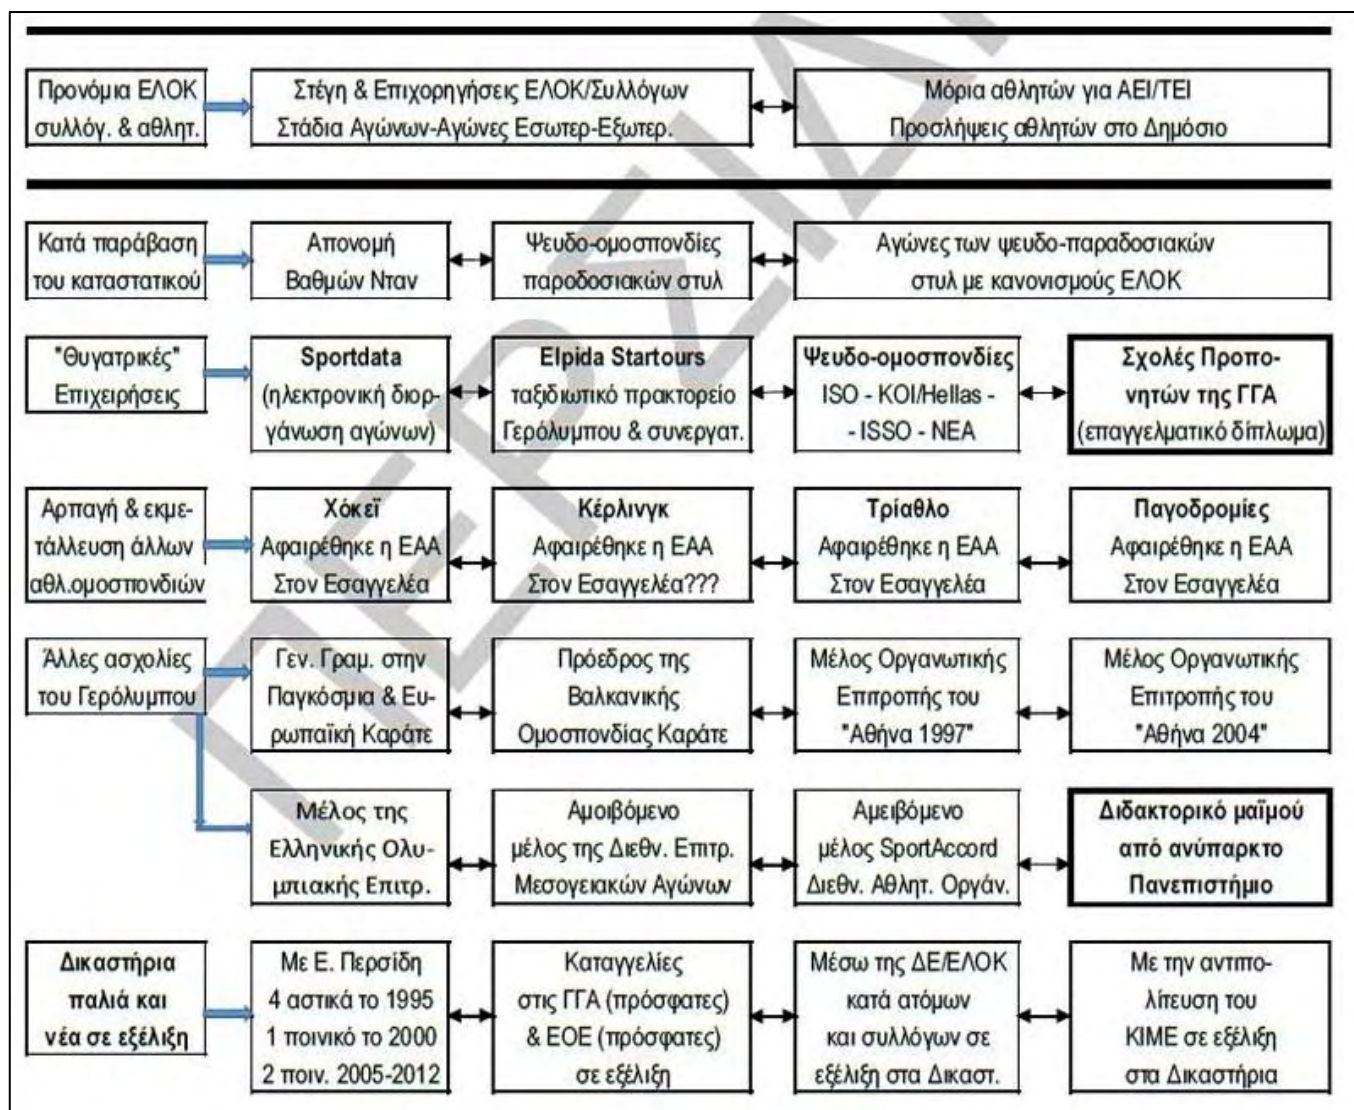 Προνόμια ΕΛΟΚ
συλλόγ. & αθλητ.
Στέγη & Επιχορηγήσεις ΕΛΟΚ/Συλλόγων
Στάδια Αγώνων-Αγώνες Εσωτερ-Εξωτερ.
Μόρια αθλητών για ΑΕΙ/ΤΕΙ
Προσλήψεις αθλητών στο Δημόσιο
Κατά παράβαση
του καταστατικού
Απονομή
Βαθμών Νταν
Ψευδο-ομοσπονδίες
παροδοσιακών στυλ
Αγώνες των ψευδο-παραδοσιακών
στυλ με κανονισμούς ΕΛΟΚ
"Θυγατρικές"
Επιχειρήσεις
Sportdata
(ηλεκτρονική διορ-
γάνωση αγώνων)
Elpida Startours
ταξιδιωτικό πρακτορείο
Γερόλυμπου & συνεργατ.
Ψευδο-ομοσπονδίες
ISO - KOI/Hellas -
- ISSO - NEA
Σχολές Προπο-
νητών της ΓΓΑ
(επαγγελματικό δίπλωμα)
Αρπαγή & εκμε-
τάλλευση άλλων
αθλ.ομοσπονδιών
Χόκεϊ
Αφαιρέθηκε η ΕΑΑ
Στον Εσαγγελέα
Κέρλινγκ
Αφαιρέθηκε η ΕΑΑ
Στον Εσαγγελέα???
Τρίαθλο
Αφαιρέθηκε η ΕΑΑ
Στον Εσαγγελέα
Παγοδρομίες
Αφαιρέθηκε η ΕΑΑ
Στον Εσαγγελέα
Άλλες ασχολίες
του Γερόλυμπου
Γεν. Γραμ. στην
Παγκόσμια & Ευ-
ρωπαϊκή Καράτε
Πρόεδρος της
Βαλκανικής
Ομοσπονδίας Καράτε
Μέλος Οργανωτικής
Επιτροπής του
"Αθήνα 1997"
Μέλος Οργανωτικής
Επιτροπής του
"Αθήνα 2004"
Μέλος της
Ελληνικής Ολυ-
μπιακής Επιτρ.
Αμοιβόμενο
μέλος της Διεθν. Επιτρ.
Μεσογειακών Αγώνων
Αμειβόμενο
μέλος SportAccord
Διεθν. Αθλητ. Οργάν.
Διδακτορικό μαϊμού
από ανύπαρκτο
Πανεπιστήμιο
Δικαστήρια
παλιά και
νέα σε εξέλιξη
Με Ε. Περσίδη
4 αστικά το 1995
1 ποινικό το 2000
2 ποιν. 2005-2012
Καταγγελίες
στις ΓΓΑ (πρόσφατες)
& ΕΟΕ (πρόσφατες)
σε εξέλιξη
Μέσω της ΔΕ/ΕΛΟΚ
κατά ατόμων
και συλλόγων σε
εξέλιξη στα Δικαστ.
Με την αντιπο-
λίτευση του
ΚΙΜΕ σε εξέλιξη
στα Δικαστήρια